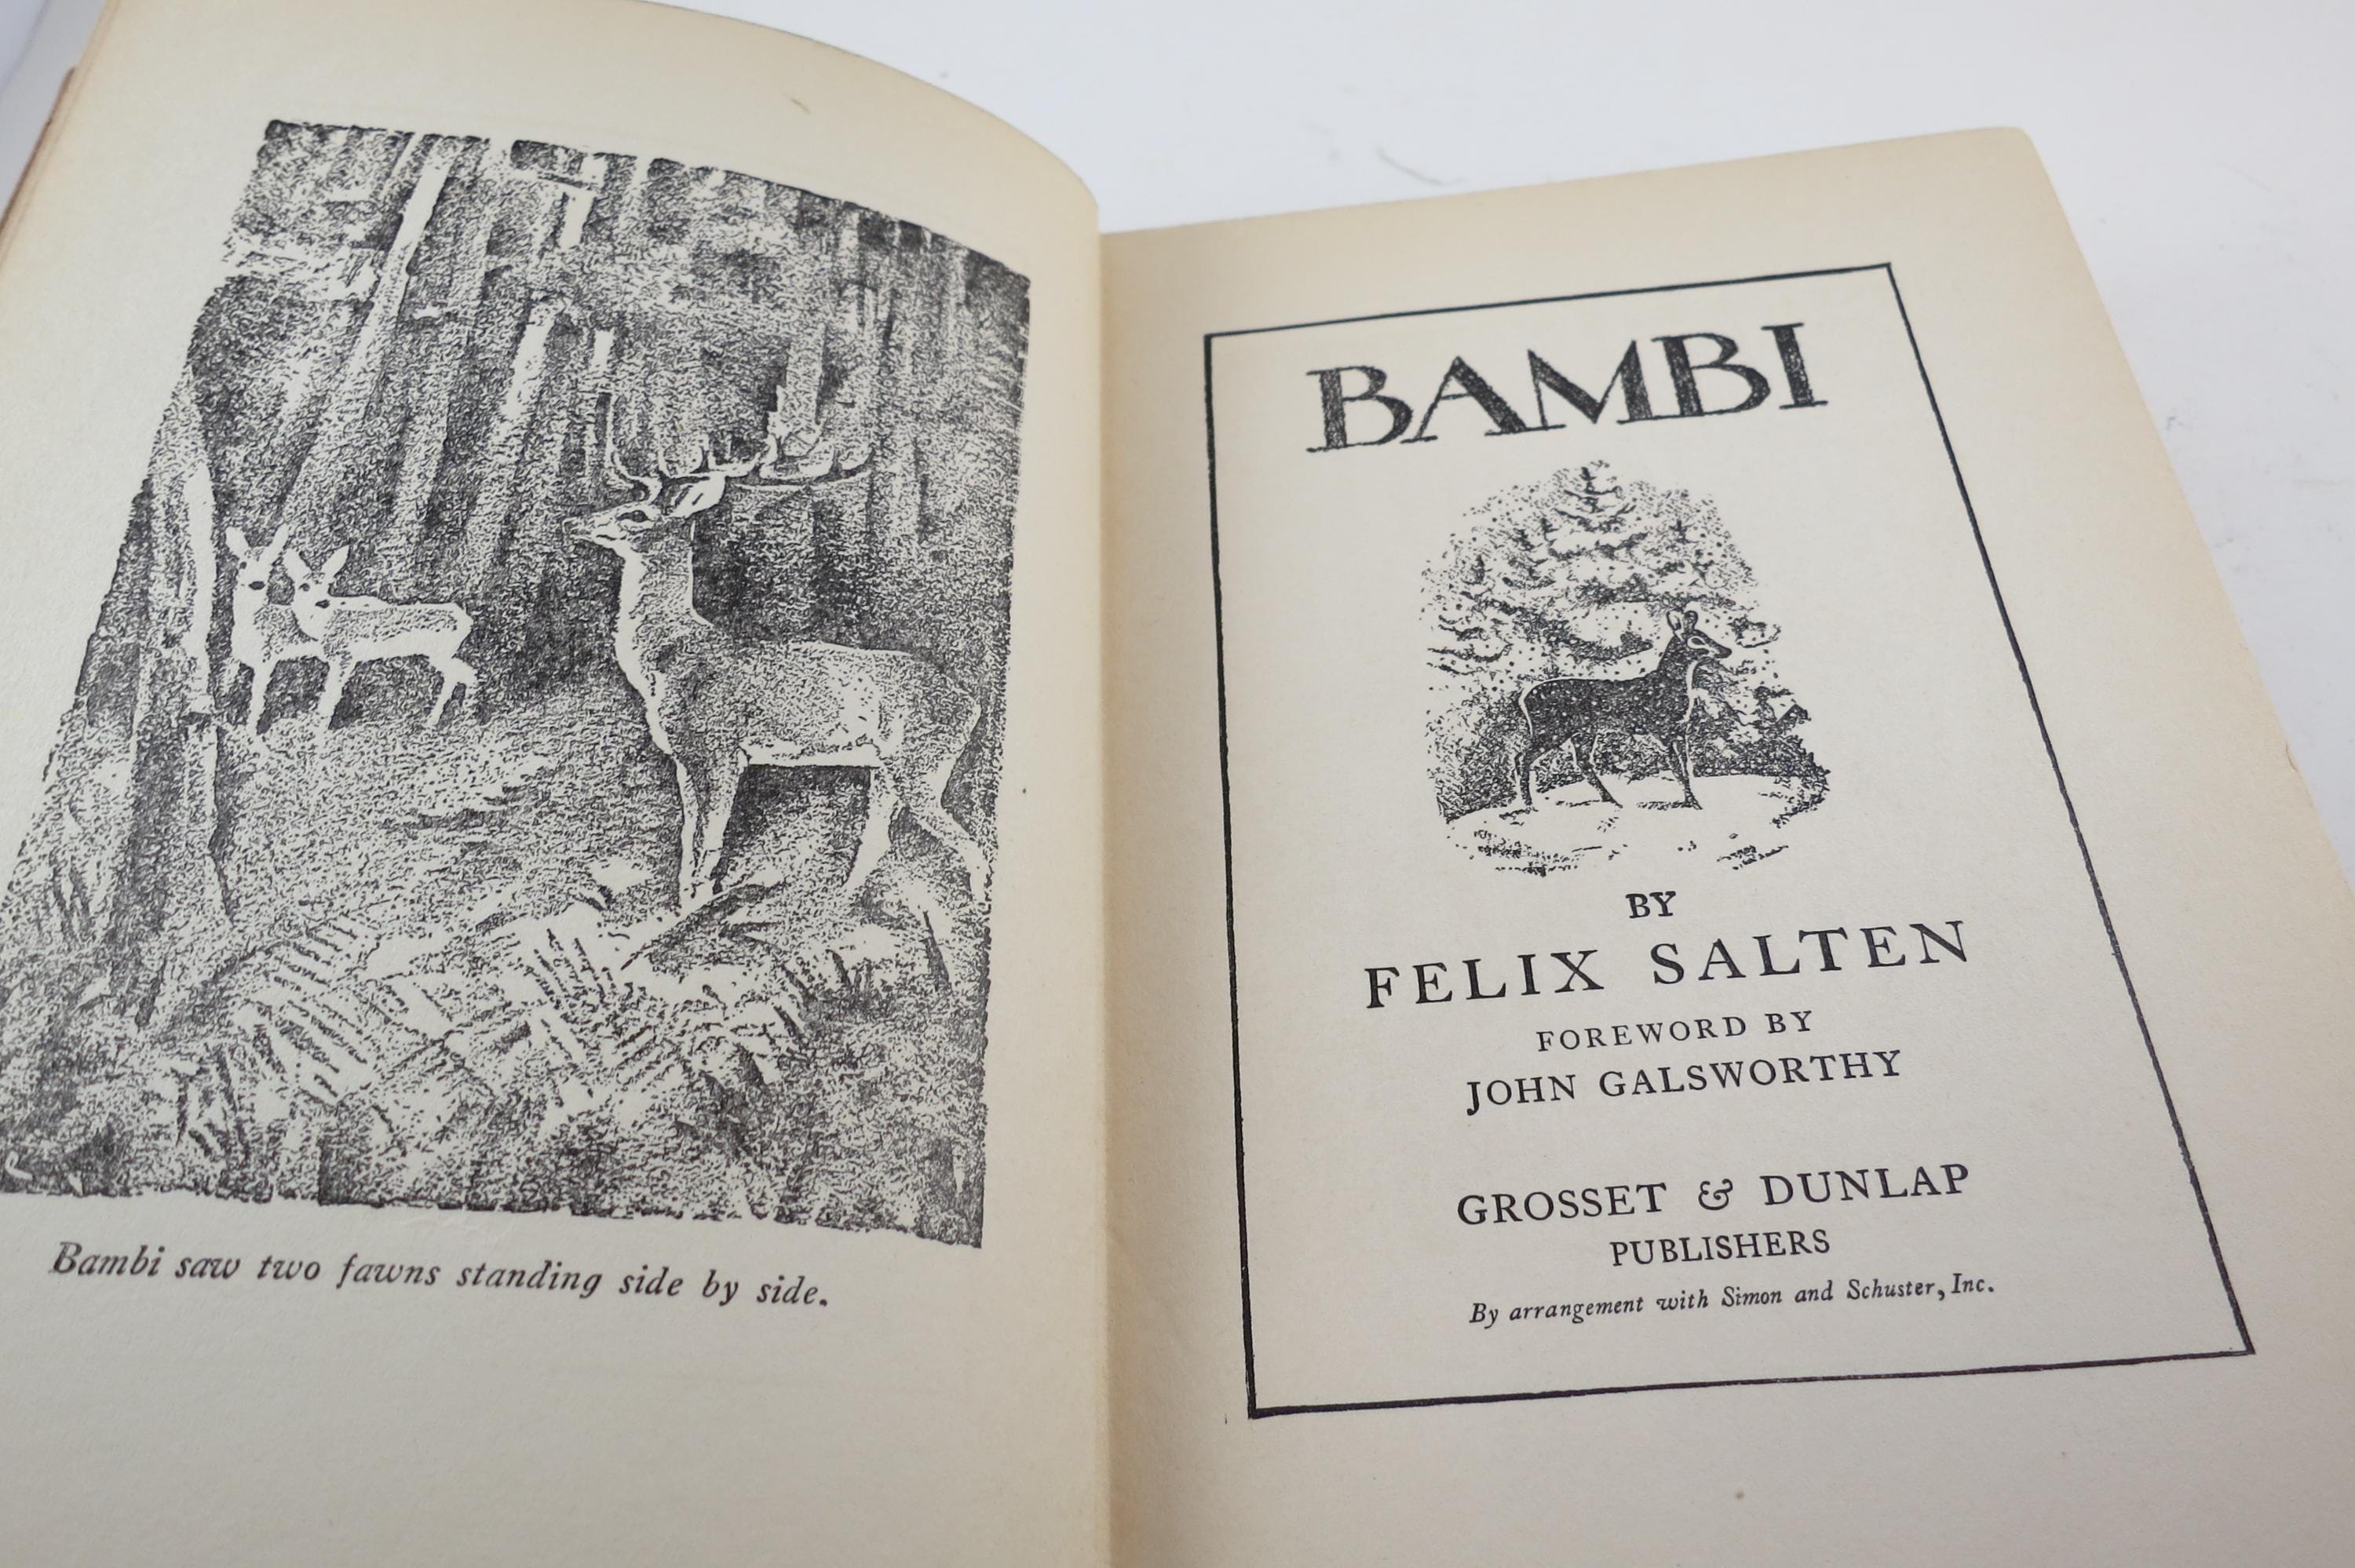 Bambi saw two fawns standing side by side.
BAMBI
BY
FELIX SALTEN
FOREWORD BY
JOHN GALSWORTHY
GROSSET & DUNLAP
PUBLISHERS
By arrangement with Simon and Schuster, Inc.